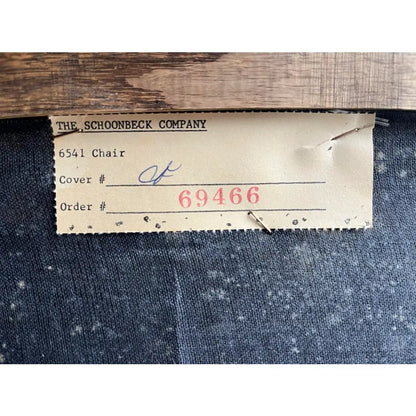 THE SCHOONBECK COMPANY
6541 Chair
Cover #
Order # 69466